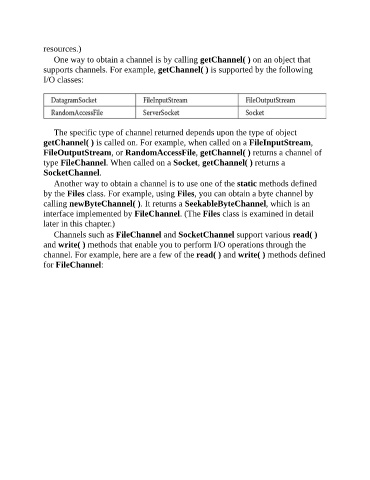 resources.)
One way to obtain a channel is by calling getChannel( ) on an object that
supports channels. For example, getChannel( ) is supported by the following
I/O classes:
DatagramSocket FileInputStream FileOutputStream
RandomAccessFile ServerSocket Socket
The specific type of channel returned depends upon the type of object
getChannel( ) is called on. For example, when called on a FileInputStream,
FileOutputStream, or RandomAccessFile, getChannel( ) returns a channel of
type FileChannel. When called on a Socket, getChannel( ) returns a
SocketChannel.
Another way to obtain a channel is to use one of the static methods defined
by the Files class. For example, using Files, you can obtain a byte channel by
calling newByteChannel( ). It returns a SeekableByteChannel, which is an
interface implemented by FileChannel. (The Files class is examined in detail
later in this chapter.)
Channels such as FileChannel and SocketChannel support various read( )
and write( ) methods that enable you to perform I/O operations through the
channel. For example, here are a few of the read( ) and write( ) methods defined
for FileChannel: